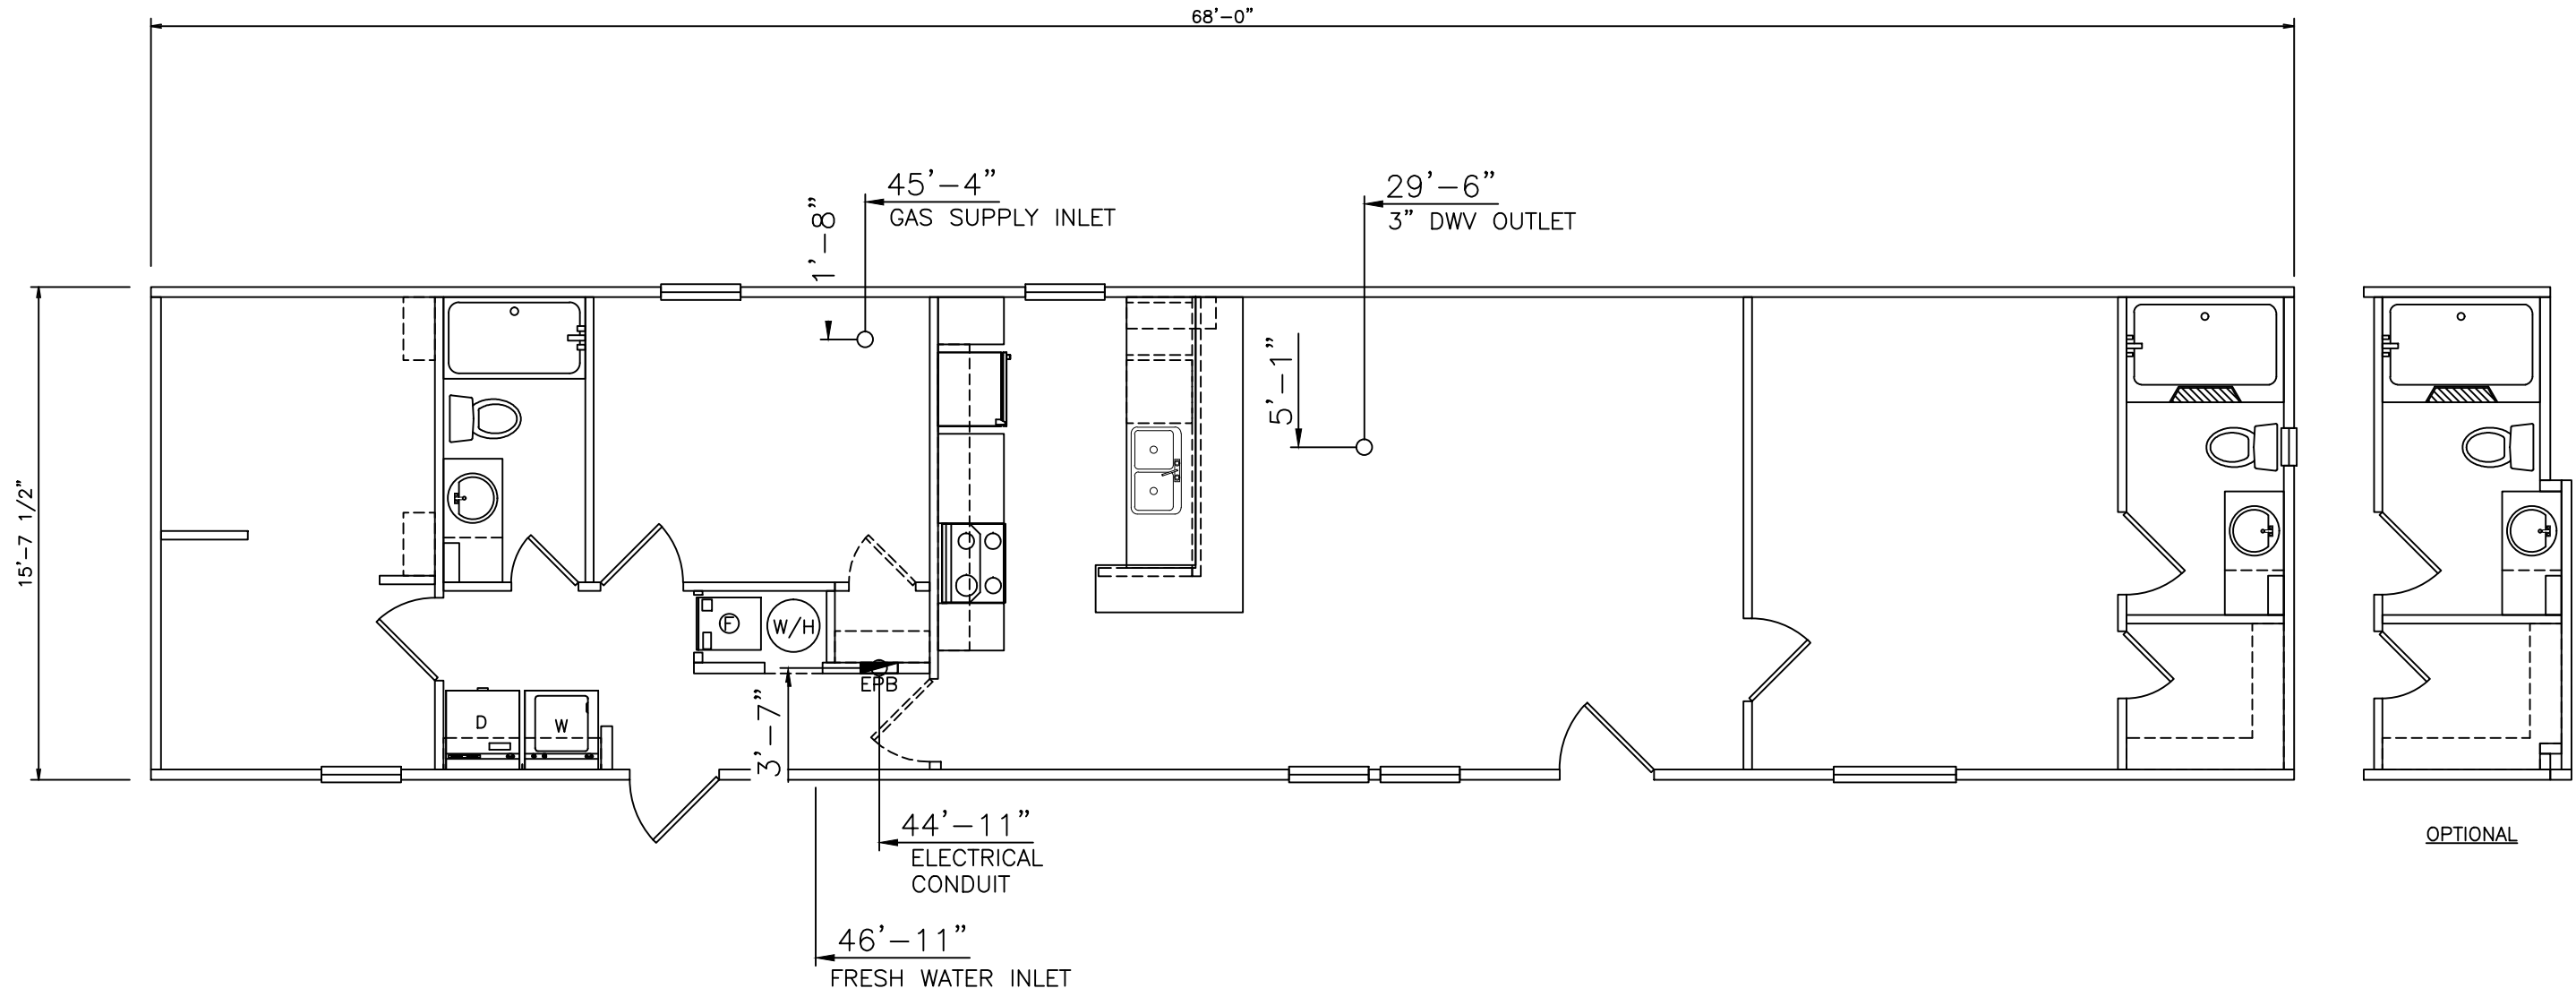 68'-0"
45'-4"
GAS SUPPLY INLET
1'-8"
29'-6"
3" DWV OUTLET
5'-1"
15'-7 1/2"
F
W/H
EPB
D
W
3'-7"
44'-11"
ELECTRICAL
CONDUIT
OPTIONAL
46'-11"
FRESH WATER INLET